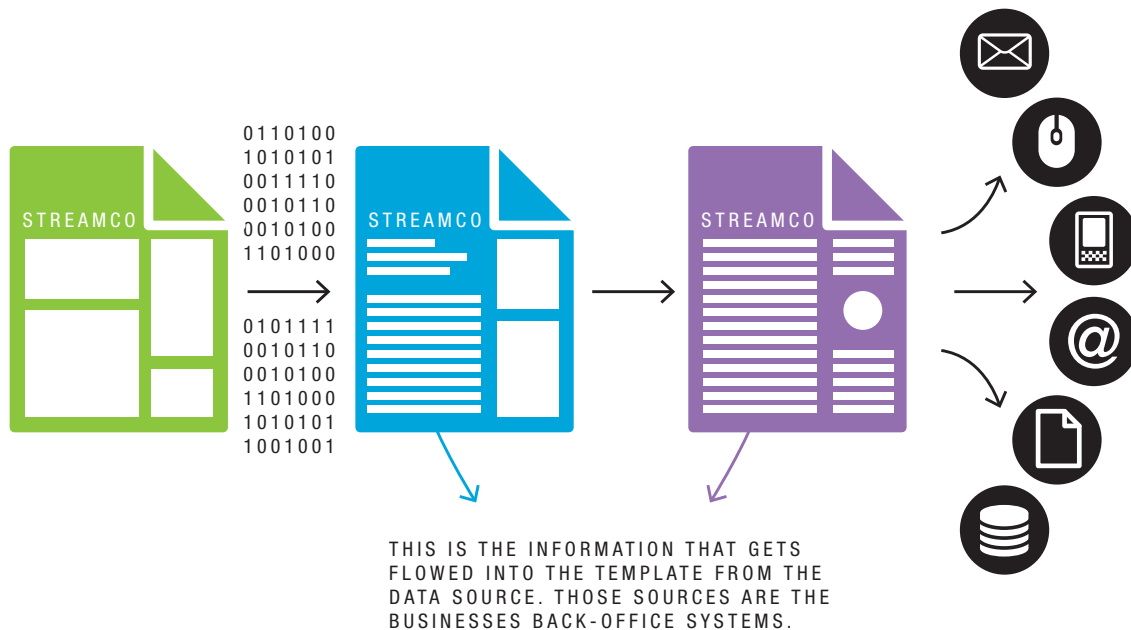 STREAMCO
0110100
1010101
0011110
0010110
0010100
1101000
0101111
0010110
0010100
1101000
1010101
1001001
STREAMCO
STREAMCO
@
THIS IS THE INFORMATION THAT GETS
FLOWED INTO THE TEMPLATE FROM THE
DATA SOURCE. THOSE SOURCES ARE THE
BUSINESSES BACK-OFFICE SYSTEMS.